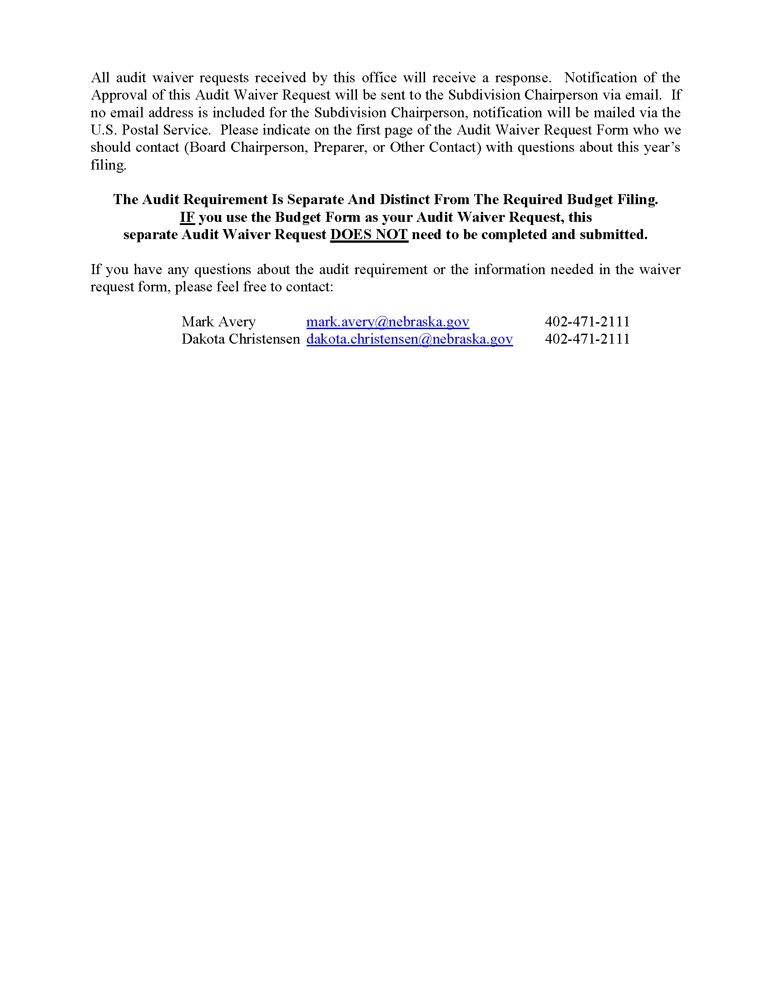 All audit waiver requests received by this office will receive a response.  Notification of the
Approval of this Audit Waiver Request will be sent to the Subdivision Chairperson via email.  If
no email address is included for the Subdivision Chairperson, notification will be mailed via the
U.S. Postal Service.  Please indicate on the first page of the Audit Waiver Request Form who we
should contact (Board Chairperson, Preparer, or Other Contact) with questions about this year’s
filing.
The Audit Requirement Is Separate And Distinct From The Required Budget Filing.
IF you use the Budget Form as your Audit Waiver Request, this
separate Audit Waiver Request DOES NOT need to be completed and submitted.
If you have any questions about the audit requirement or the information needed in the waiver
request form, please feel free to contact:
Mark Avery mark.avery@nebraska.gov 402-471-2111
Dakota Christensen dakota.christensen@nebraska.gov 402-471-2111